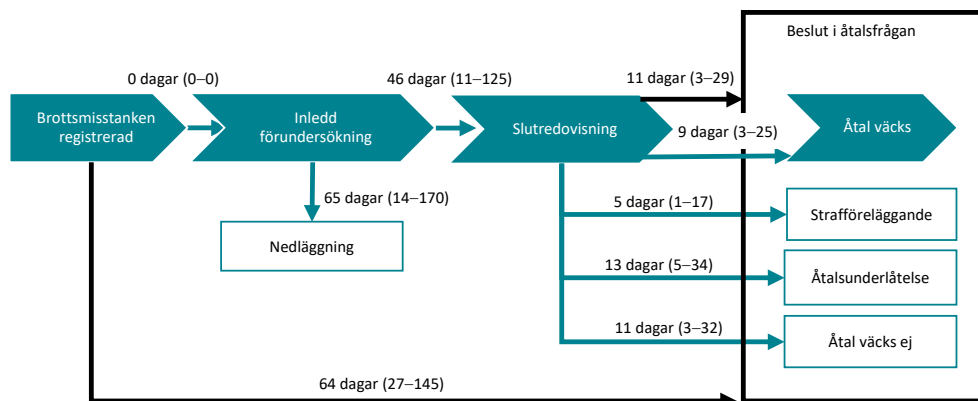 Beslut i åtalsfrågan
0 dagar (0–0)
46 dagar (11–125)
11 dagar (3–29)
Brottsmisstanken
registrerad
Inledd
förundersökning
Slutredovisning
Åtal väcks
9 dagar (3–25)
65 dagar (14–170)
5 dagar (1–17)
Strafföreläggande
Nedläggning
13 dagar (5–34)
Åtalsunderlåtelse
11 dagar (3–32)
Åtal väcks ej
64 dagar (27–145)